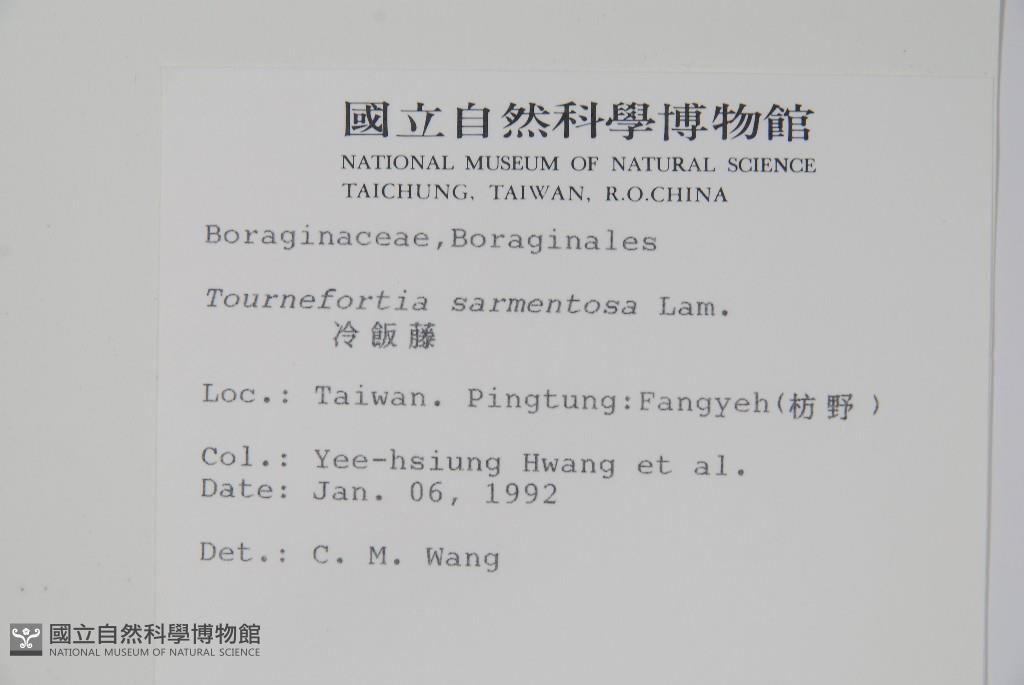 國立自然科學博物館
NATIONAL MUSEUM OF NATURAL SCIENCE
TAICHUNG, TAIWAN, R.O.CHINA
Boraginaceae,Boraginales
Tournefortia sarmentosa Lam.
冷飯藤
Loc.: Taiwan. Pingtung:Fangyeh(枋野)
Col.: Yee-hsiung Hwang et al.
Date: Jan. 06, 1992
Det.: C. M. Wang
國立自然科學博物館
NATIONAL MUSEUM OF NATURAL SCIENCE